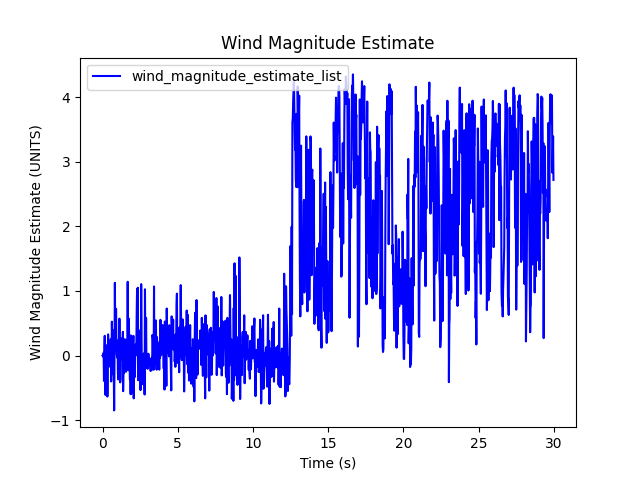 Wind Magnitude Estimate
wind_magnitude_estimate_list
Wind Magnitude Estimate (UNITS)
4
3
2
1
0
−1
0 5 10 15 20 25 30
Time (s)